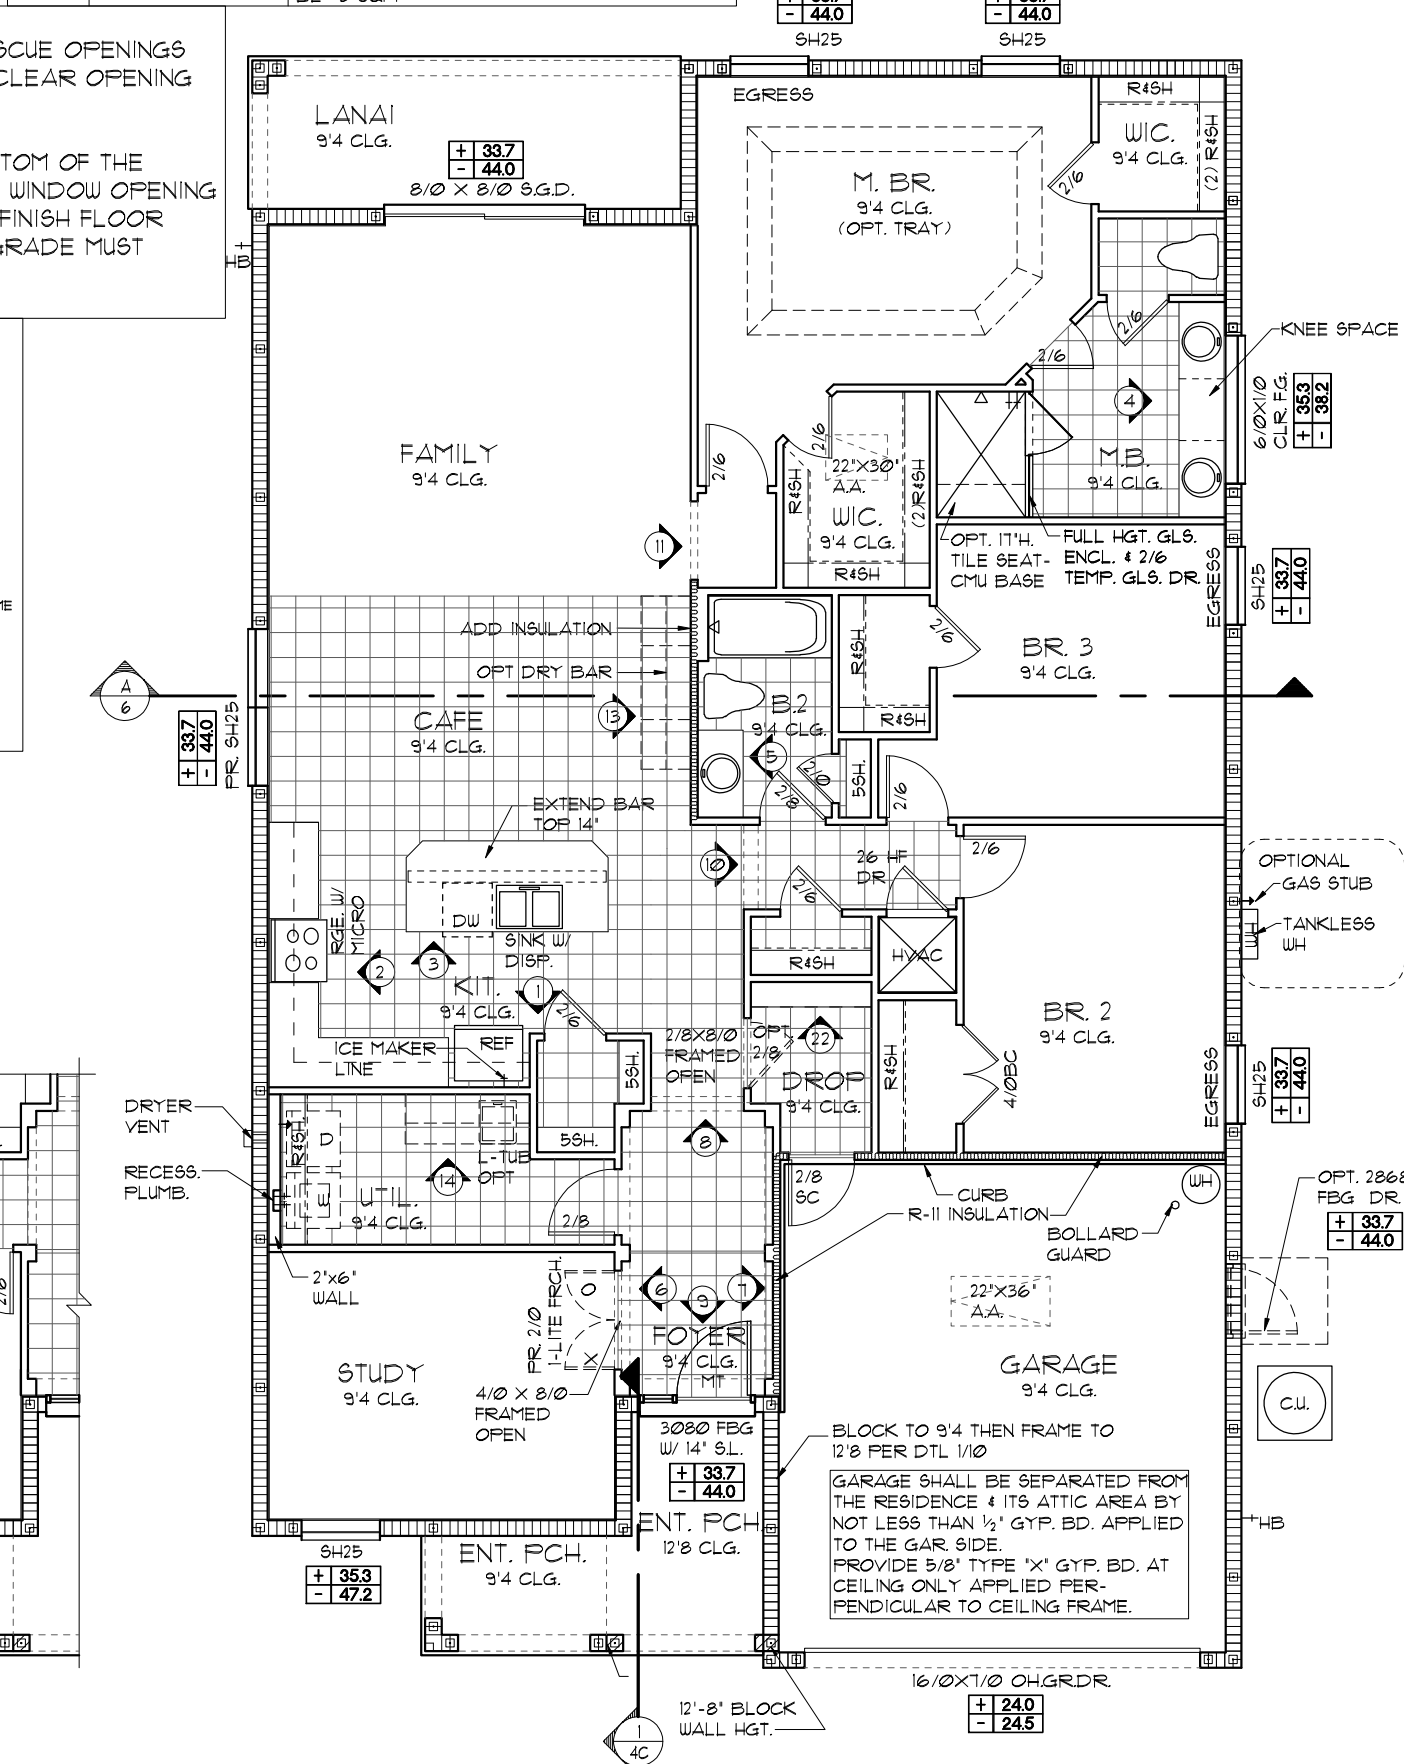 + 33.7
- 44.0
SH25
- 44.0
SH25
SCUE OPENINGS
CLEAR OPENING
TOM OF THE
WINDOW OPENING
FINISH FLOOR
GRADE MUST
HB
LANAI
9'4 CLG.
+ 33.7
- 44.0
8/0 X 8/0 S.G.D.
EGRESS
M. BR.
9'4 CLG.
(OPT. TRAY)
R&SH
WIC.
9'4 CLG.
(2) R&SH
2/6
2/6
2/6
KNEE SPACE
6/0X1/0
CLR. F.G.
+ 35.3
- 38.2
4
M.B.
9'4 CLG.
FAMILY
9'4 CLG.
2/6
2/6
22"X30"
A.A.
R&SH
WIC.
9'4 CLG.
(2)R&SH
R&SH
OPT. 17"H.
TILE SEAT-
CMU BASE
FULL HGT. GLS.
ENCL. & 2/6
TEMP. GLS. DR.
EGRESS
SH25
+ 33.7
- 44.0
11
ADD INSULATION
OPT DRY BAR
13
A
6
CAFE
9'4 CLG.
+ 33.7
- 44.0
PR. SH25
R&SH
2/6
BR. 3
9'4 CLG.
R&SH
B.2
9'4 CLG.
5
2/0
2/8
5SH.
2/6
EXTEND BAR
TOP 14"
10
26 HF
DR
2/6
2/6
OPTIONAL
GAS STUB
TANKLESS
WH
HW
RGE. W/
MICRO
DW
SINK W/
DISP.
2
3
KIT.
9'4 CLG.
1
2/6
R&SH
HVAC
BR. 2
9'4 CLG.
ICE MAKER
LINE
REF
5SH.
2/8X8/0
FRAMED
OPEN
OPT.
2/8
22
DROP
9'4 CLG.
R&SH
4/0BC
EGRESS
SH25
+ 33.7
- 44.0
DRYER
VENT
RECESS.
PLUMB.
R&SH.
D
W
L-TUB
OPT
5SH.
14
UTIL.
9'4 CLG.
8
2/8
2/8
SC
CURB
R-11 INSULATION
WH
BOLLARD
GUARD
OPT. 2868
FBG DR.
+ 33.7
- 44.0
2"x6"
WALL
PR. 2/0
1-LITE FRCH.
O
X
6
9
7
FOYER
9'4 CLG.
MT
22"X36"
A.A.
STUDY
9'4 CLG.
4/0 X 8/0
FRAMED
OPEN
GARAGE
9'4 CLG.
C.U.
3080 FBG
W/ 14" S.L.
+ 33.7
- 44.0
BLOCK TO 9'4 THEN FRAME TO
12'8 PER DTL 1/10
GARAGE SHALL BE SEPARATED FROM
THE RESIDENCE & ITS ATTIC AREA BY
NOT LESS THAN ½" GYP. BD. APPLIED
TO THE GAR. SIDE.
PROVIDE 5/8" TYPE "X" GYP. BD. AT
CEILING ONLY APPLIED PER-
PENDICULAR TO CEILING FRAME.
HB
ENT. PCH.
12'8 CLG.
SH25
+ 35.3
- 47.2
ENT. PCH.
9'4 CLG.
16/0X7/0 OH.GR.DR.
+ 24.0
- 24.5
12'-8" BLOCK
WALL HGT.
1
4C
2/6